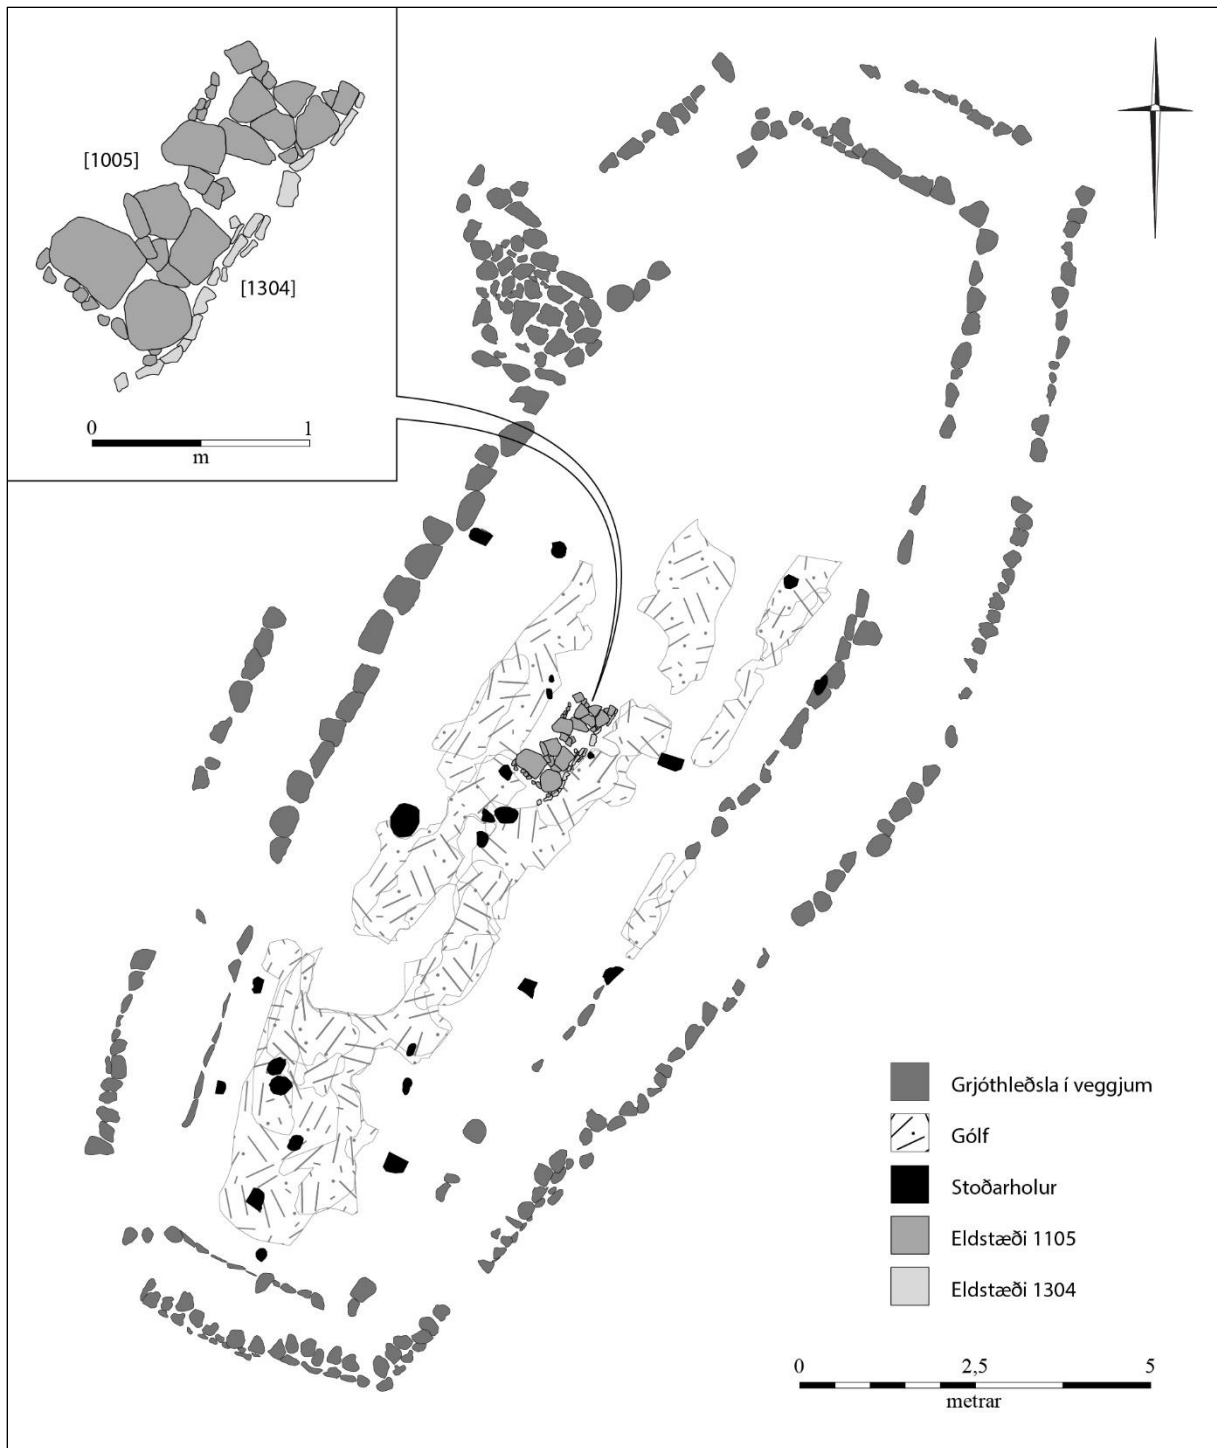 [1005]
[1304]
0 1
m
Grjóthleðsla í veggjum
Gólf
Stoðarholur
Eldstæði 1105
Eldstæði 1304
0 2,5 5
metrar